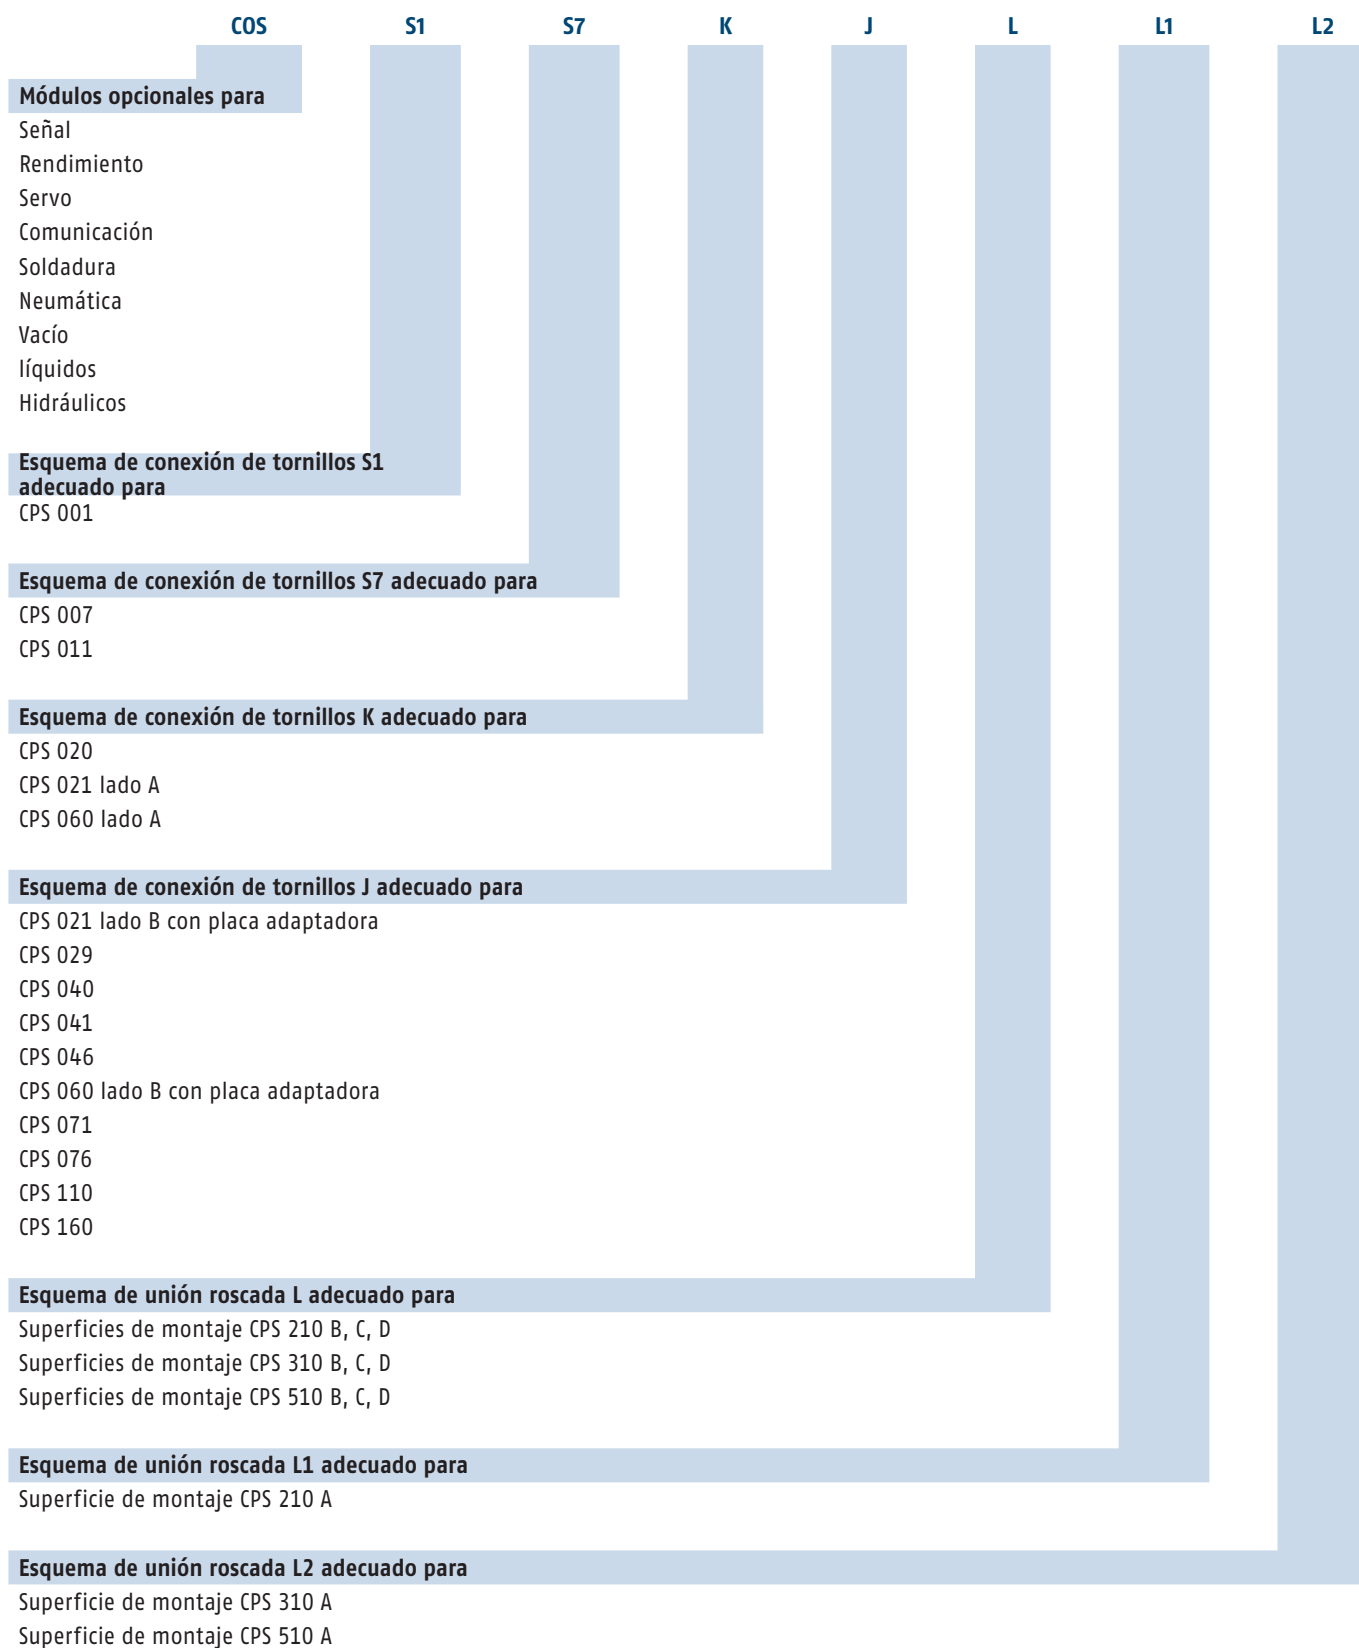 COS S1 S7 K J L L1 L2
Módulos opcionales para
Señal
Rendimiento
Servo
Comunicación
Soldadura
Neumática
Vacío
líquidos
Hidráulicos
Esquema de conexión de tornillos S1
adecuado para
CPS 001
Esquema de conexión de tornillos S7 adecuado para
CPS 007
CPS 011
Esquema de conexión de tornillos K adecuado para
CPS 020
CPS 021 lado A
CPS 060 lado A
Esquema de conexión de tornillos J adecuado para
CPS 021 lado B con placa adaptadora
CPS 029
CPS 040
CPS 041
CPS 046
CPS 060 lado B con placa adaptadora
CPS 071
CPS 076
CPS 110
CPS 160
Esquema de unión roscada L adecuado para
Superficies de montaje CPS 210 B, C, D
Superficies de montaje CPS 310 B, C, D
Superficies de montaje CPS 510 B, C, D
Esquema de unión roscada L1 adecuado para
Superficie de montaje CPS 210 A
Esquema de unión roscada L2 adecuado para
Superficie de montaje CPS 310 A
Superficie de montaje CPS 510 A